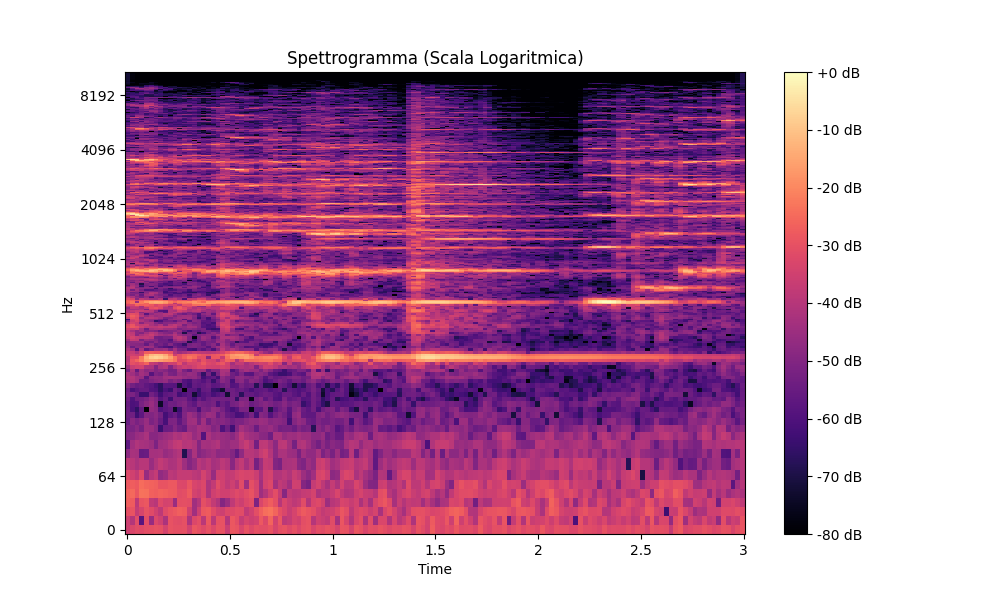 Spettrogramma (Scala Logaritmica)
Hz
8192
4096
2048
1024
512
256
128
64
0
0
0.5
1
1.5
2
2.5
3
Time
+0 dB
-10 dB
-20 dB
-30 dB
-40 dB
-50 dB
-60 dB
-70 dB
-80 dB